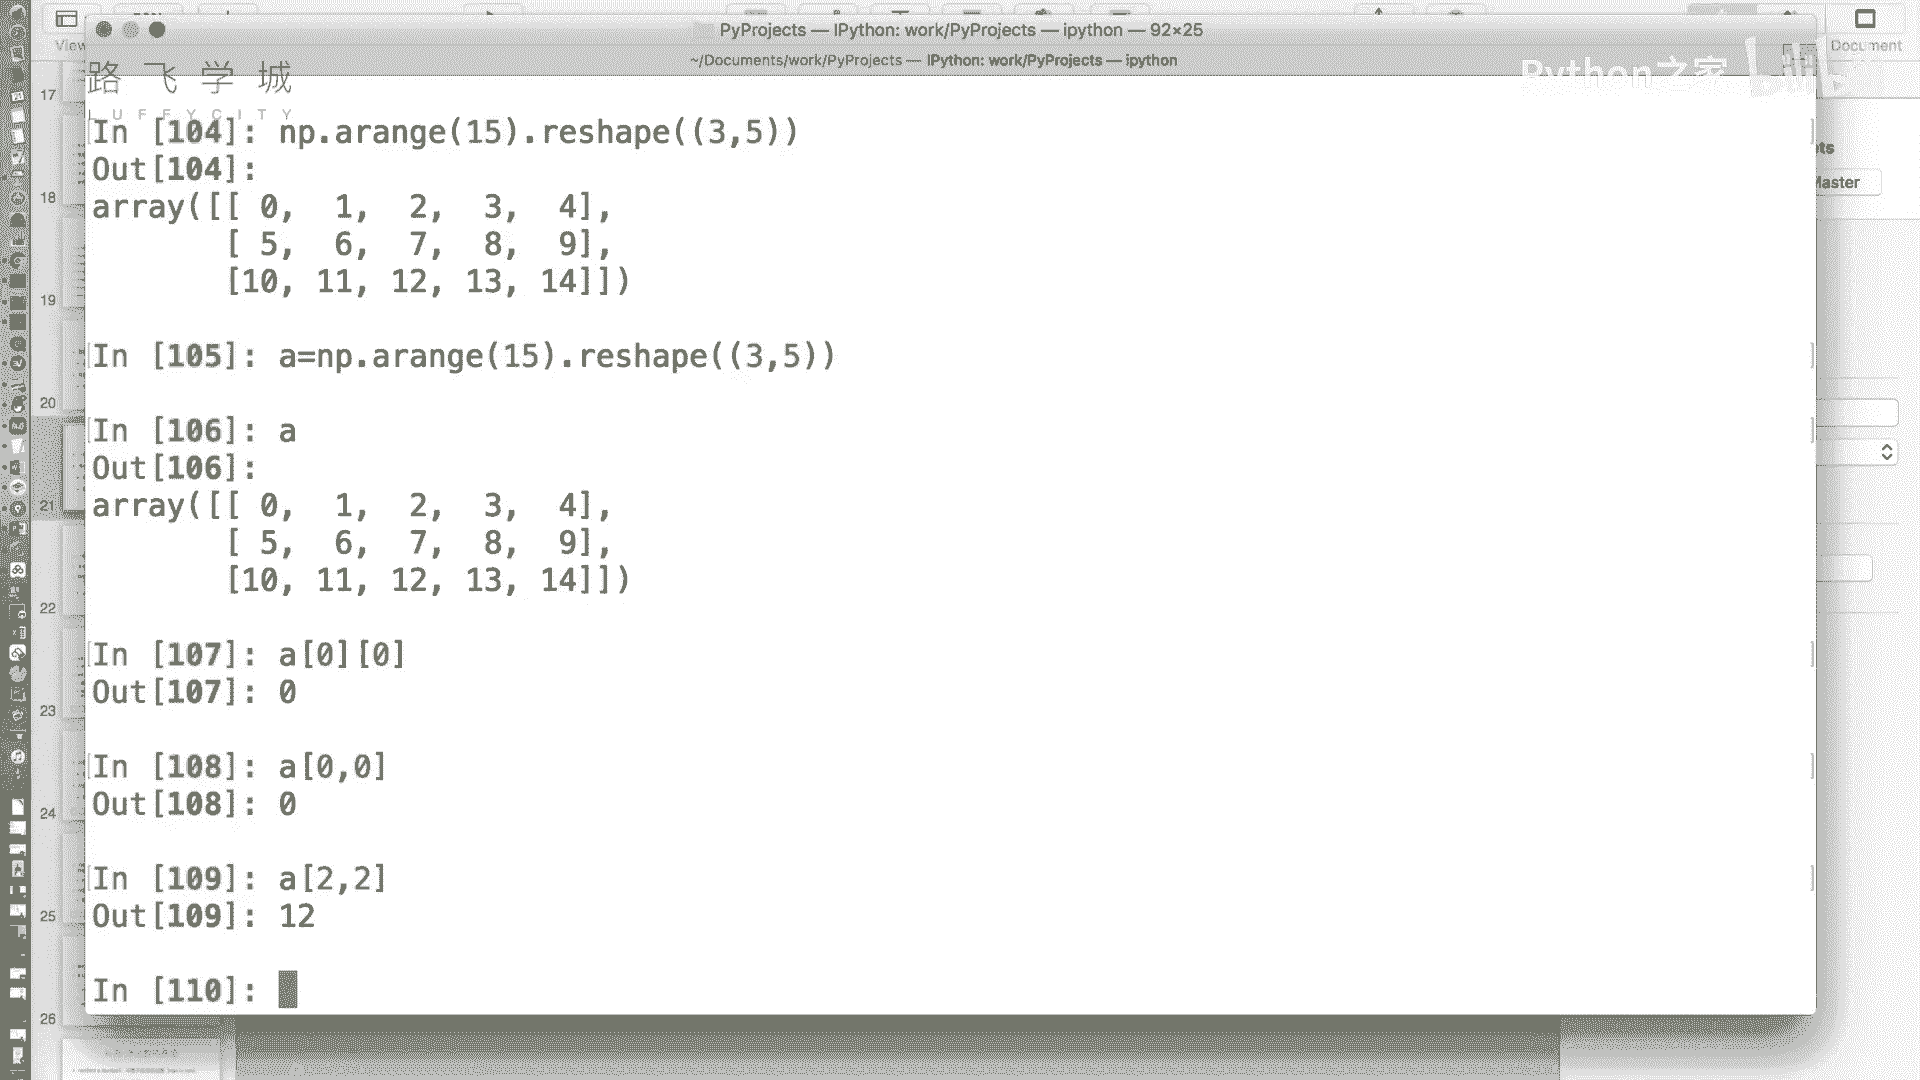 PyProjects — IPython: work/PyProjects — ipython — 92×25
View
Document
~/Documents/work/PyProjects — IPython: work/PyProjects — ipython
路飞学城
LUFFYCITY
Python之家
Master
17
18
19
20
21
22
23
24
25
26
In [104]: np.arange(15).reshape((3,5))
Out[104]:
array([[ 0,  1,  2,  3,  4],
       [ 5,  6,  7,  8,  9],
       [10, 11, 12, 13, 14]])
In [105]: a=np.arange(15).reshape((3,5))
In [106]: a
Out[106]:
array([[ 0,  1,  2,  3,  4],
       [ 5,  6,  7,  8,  9],
       [10, 11, 12, 13, 14]])
In [107]: a[0][0]
Out[107]: 0
In [108]: a[0,0]
Out[108]: 0
In [109]: a[2,2]
Out[109]: 12
In [110]: